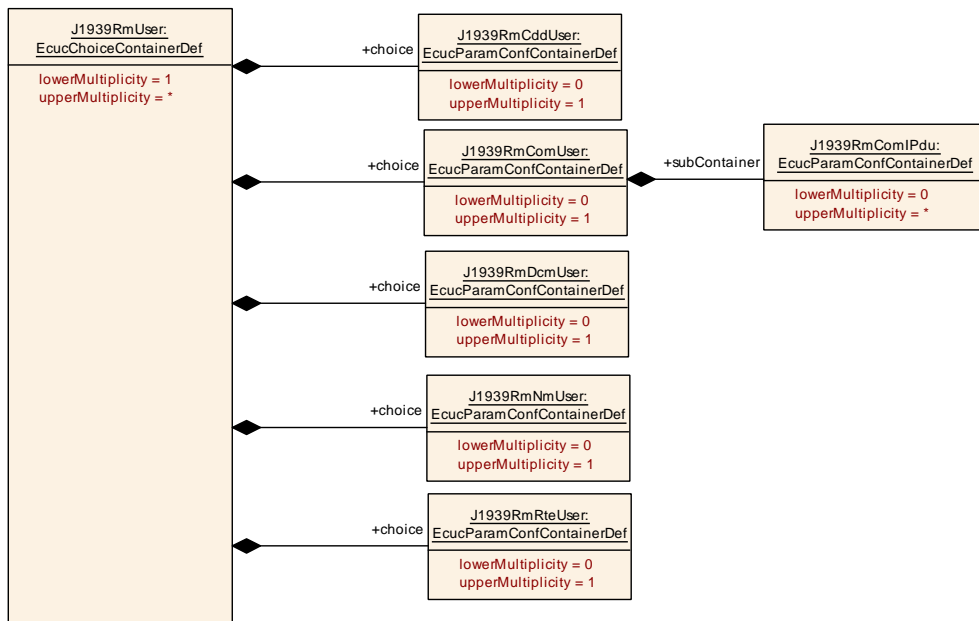 J1939RmUser:
EcucChoiceContainerDef
lowerMultiplicity = 1
upperMultiplicity = *
+choice
J1939RmCddUser:
EcucParamConfContainerDef
lowerMultiplicity = 0
upperMultiplicity = 1
+choice
J1939RmComUser:
EcucParamConfContainerDef
lowerMultiplicity = 0
upperMultiplicity = 1
+subContainer
J1939RmComIPdu:
EcucParamConfContainerDef
lowerMultiplicity = 0
upperMultiplicity = *
+choice
J1939RmDcmUser:
EcucParamConfContainerDef
lowerMultiplicity = 0
upperMultiplicity = 1
+choice
J1939RmNmUser:
EcucParamConfContainerDef
lowerMultiplicity = 0
upperMultiplicity = 1
+choice
J1939RmRteUser:
EcucParamConfContainerDef
lowerMultiplicity = 0
upperMultiplicity = 1